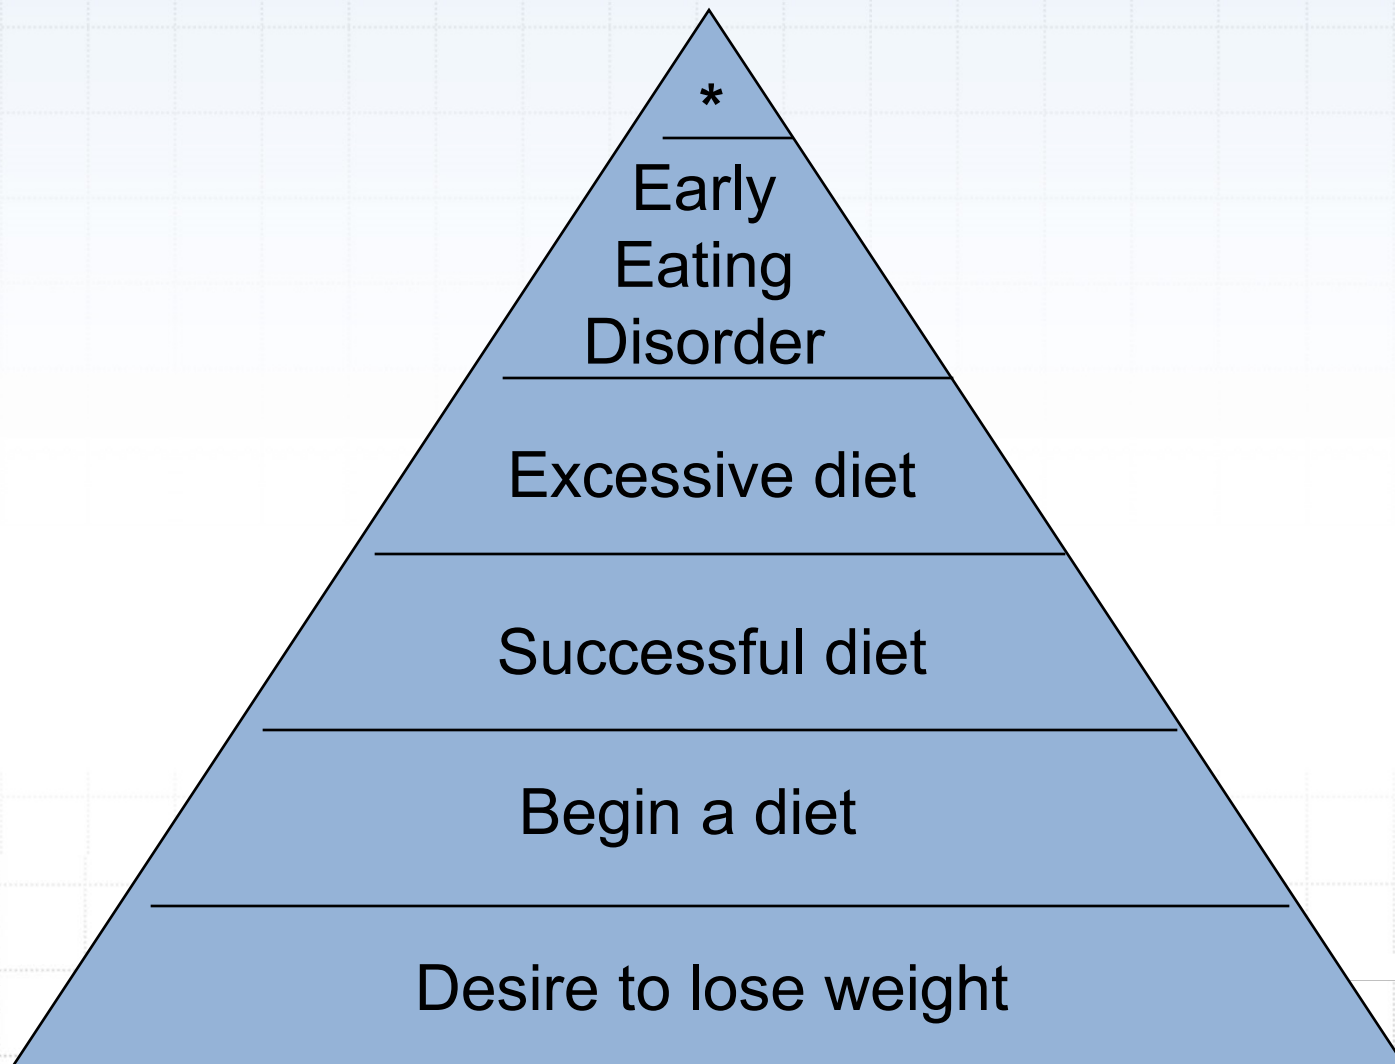 *
Early
Eating
Disorder
Excessive diet
Successful diet
Begin a diet
Desire to lose weight